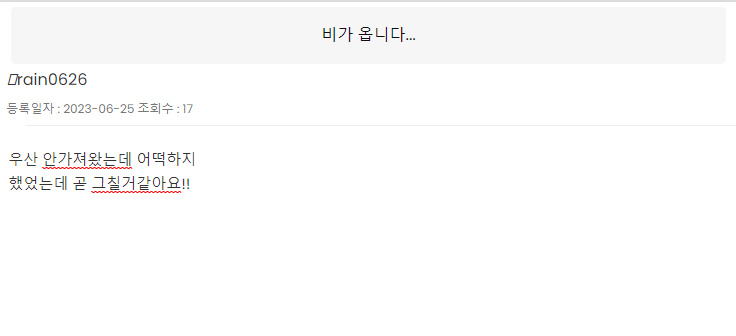 비가 옵니다...
rain0626
등록일자 : 2023-06-25 조회수 : 17
우산 안가져왔는데 어떡하지
했었는데 곧 그칠거같아요!!